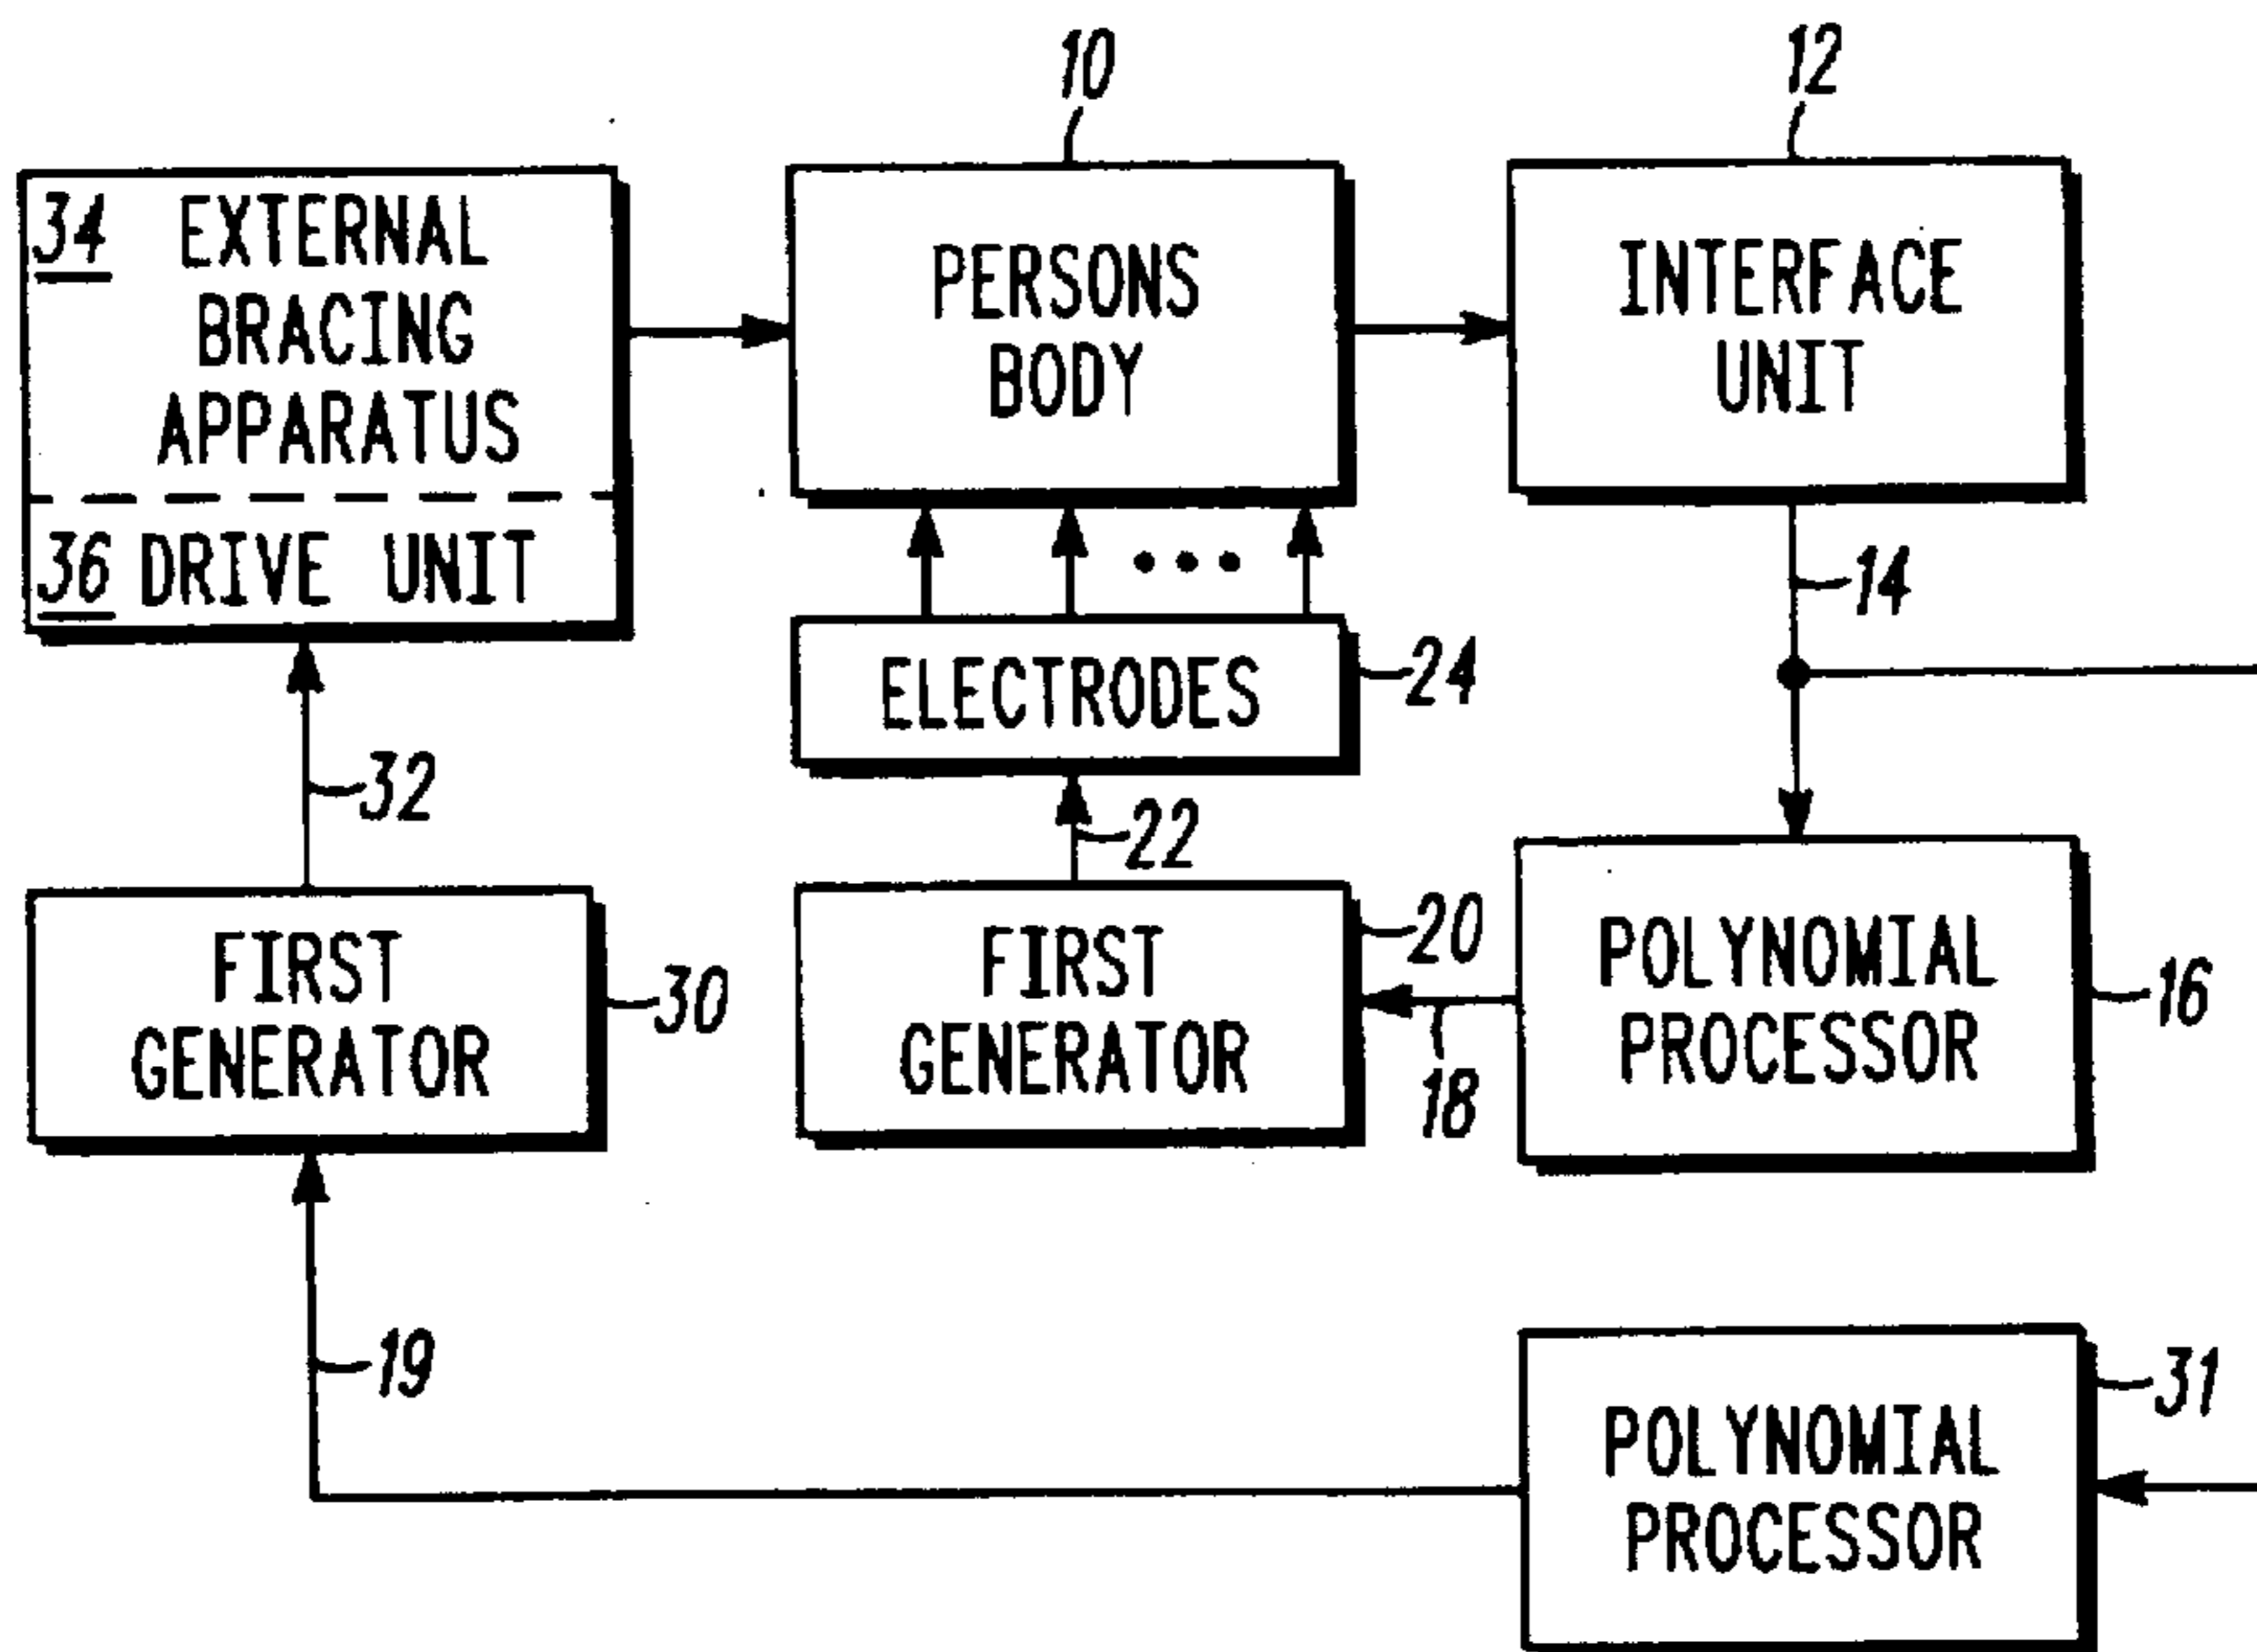 10
12
34 EXTERNAL
BRACING
APPARATUS
36 DRIVE UNIT
PERSONS
BODY
INTERFACE
UNIT
14
ELECTRODES
24
32
22
FIRST
GENERATOR
30
FIRST
GENERATOR
20
18
POLYNOMIAL
PROCESSOR
16
19
POLYNOMIAL
PROCESSOR
31